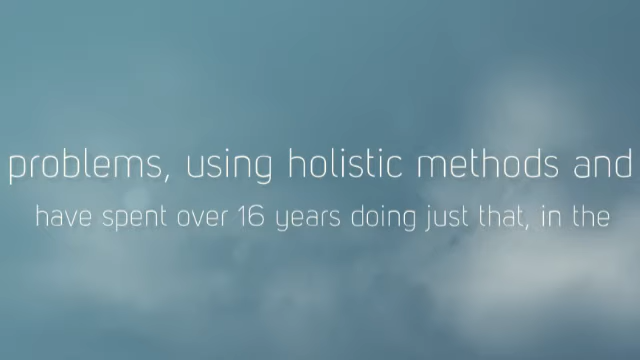 problems, using holistic methods and
have spent over 16 years doing just that, in the